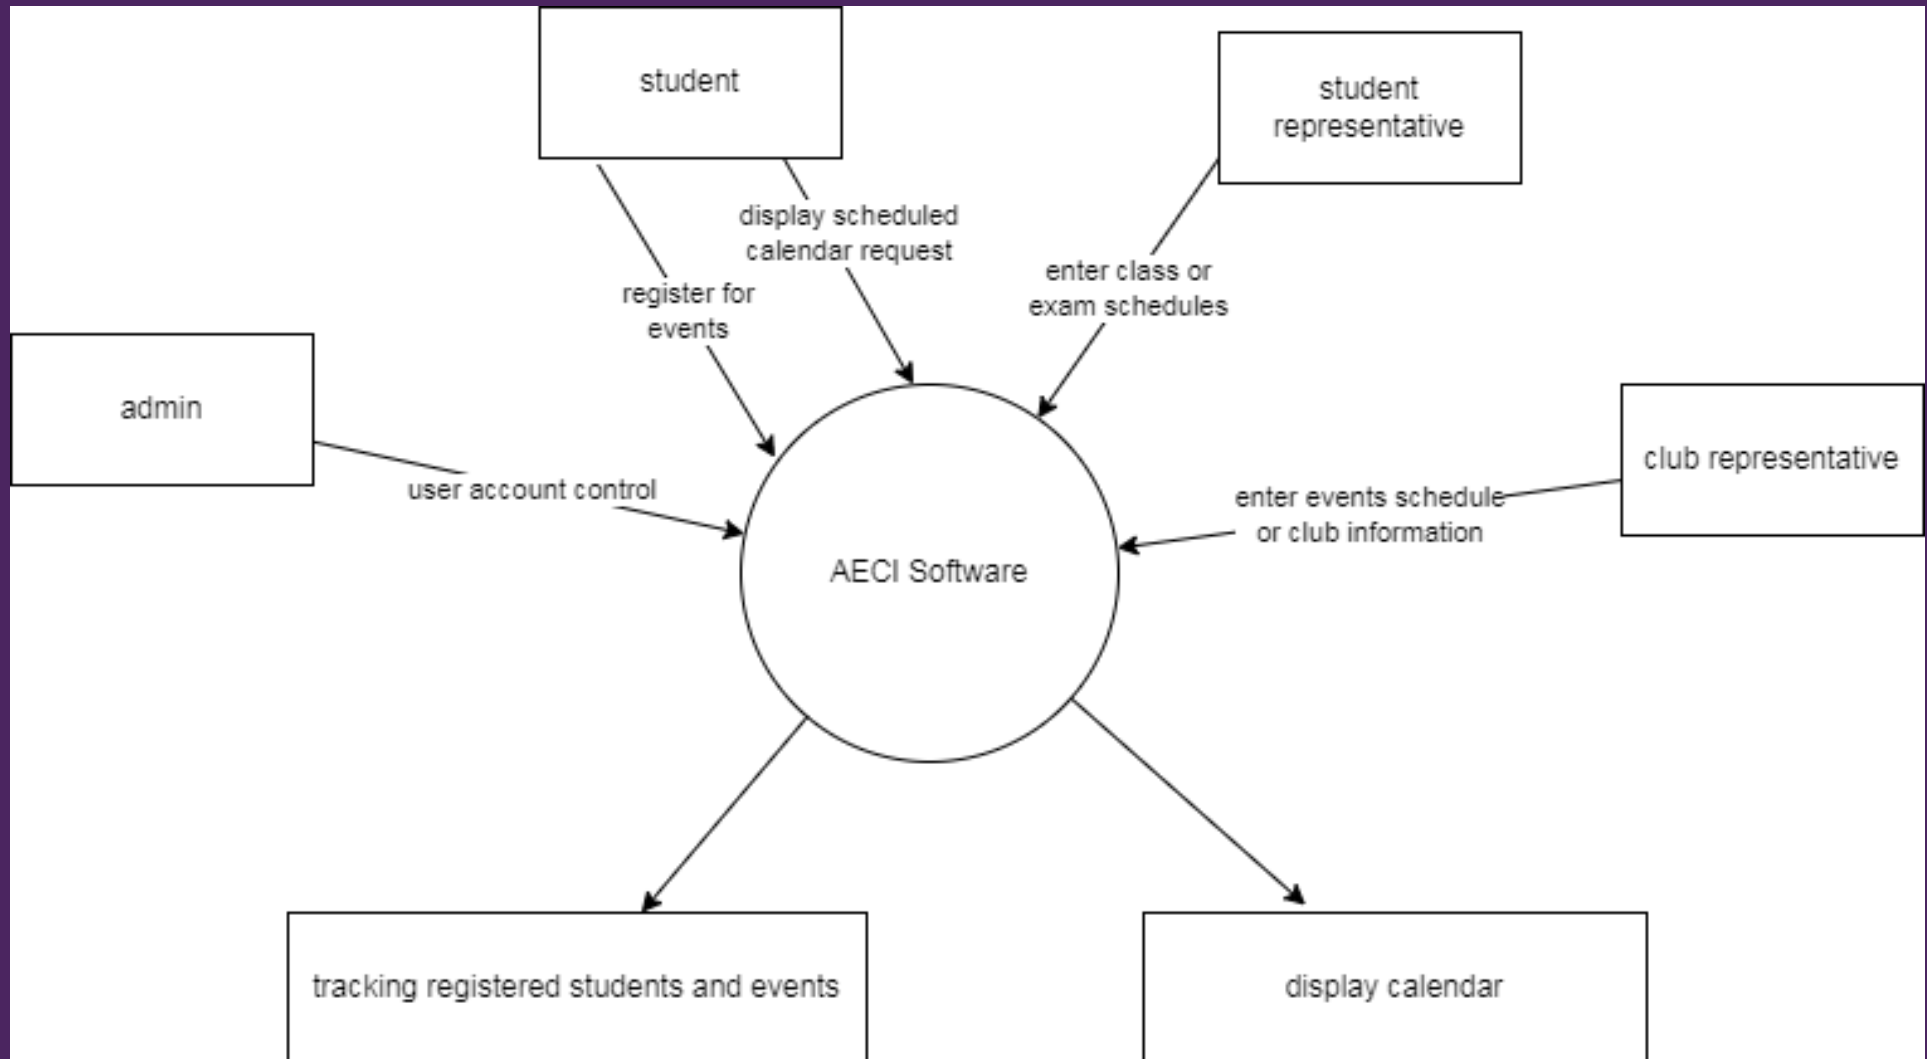 student
student
representative
display scheduled
calendar request
enter class or
exam schedules
register for
events
admin
club representative
user account control
enter events schedule
or club information
AECI Software
tracking registered students and events
display calendar